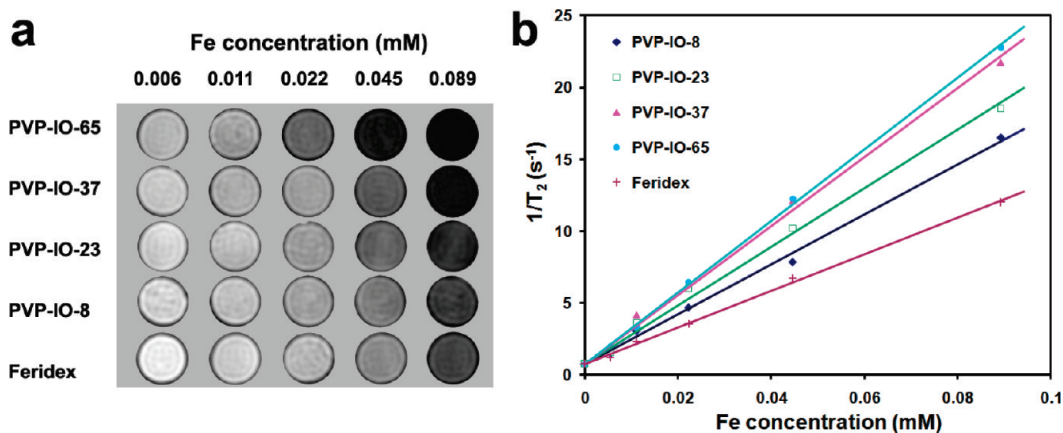 a
Fe concentration (mM)
0.006 0.011 0.022 0.045 0.089
PVP-IO-65
PVP-IO-37
PVP-IO-23
PVP-IO-8
Feridex
b
25
20
15
10
5
0
1/T₂ (s⁻¹)
PVP-IO-8
PVP-IO-23
PVP-IO-37
PVP-IO-65
Feridex
0 0.02 0.04 0.06 0.08 0.1
Fe concentration (mM)